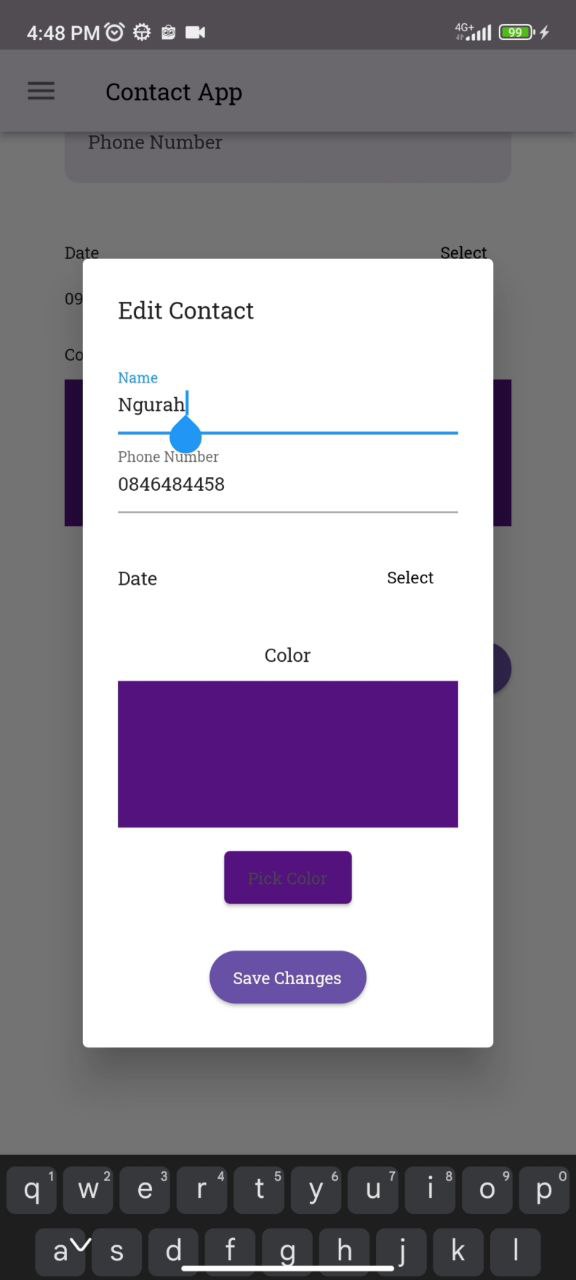 4:48 PM 4G+ 99
Contact App
Phone Number
Date Select
09
Co
Edit Contact
Name
Ngurah
Phone Number
0846484458
Date Select
Color
Pick Color
Save Changes
q 1 w 2 e 3 r 4 t 5 y 6 u 7 i 8 o 9 p 0
a s d f g h j k l